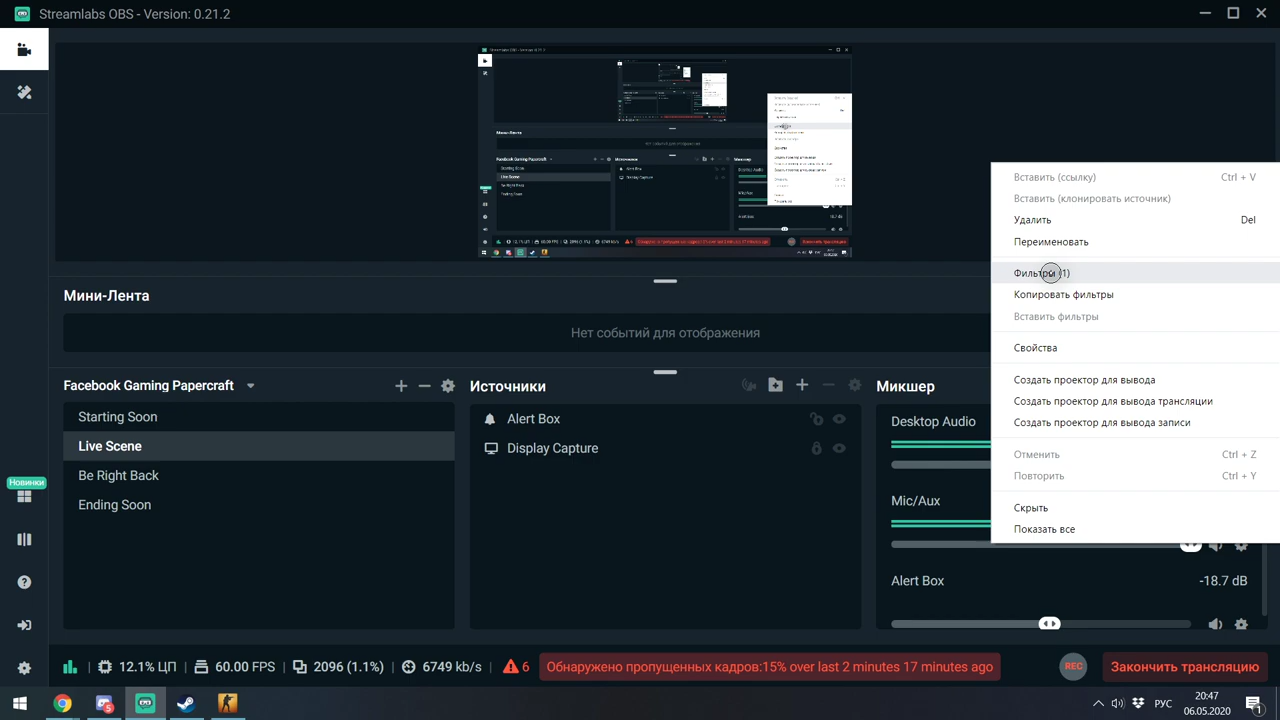 Streamlabs OBS - Version: 0.21.2
Вставить (ссылку) Ctrl + V
Вставить (клонировать источник)
Удалить Del
Переименовать
Фильтры (1)
Копировать фильтры
Вставить фильтры
Свойства
Создать проектор для вывода
Создать проектор для вывода трансляции
Создать проектор для вывода записи
Отменить Ctrl + Z
Повторить Ctrl + Y
Скрыть
Показать все
Мини-Лента
Нет событий для отображения
Facebook Gaming Papercraft
Starting Soon
Live Scene
Be Right Back
Ending Soon
Источники
Alert Box
Display Capture
Микшер
Desktop Audio
Mic/Aux
Alert Box -18.7 dB
Новинки
12.1% ЦП
60.00 FPS
2096 (1.1%)
6749 kb/s
6
Обнаружено пропущенных кадров:15% over last 2 minutes 17 minutes ago
REC
Закончить трансляцию
РУС
20:47
06.05.2020
1